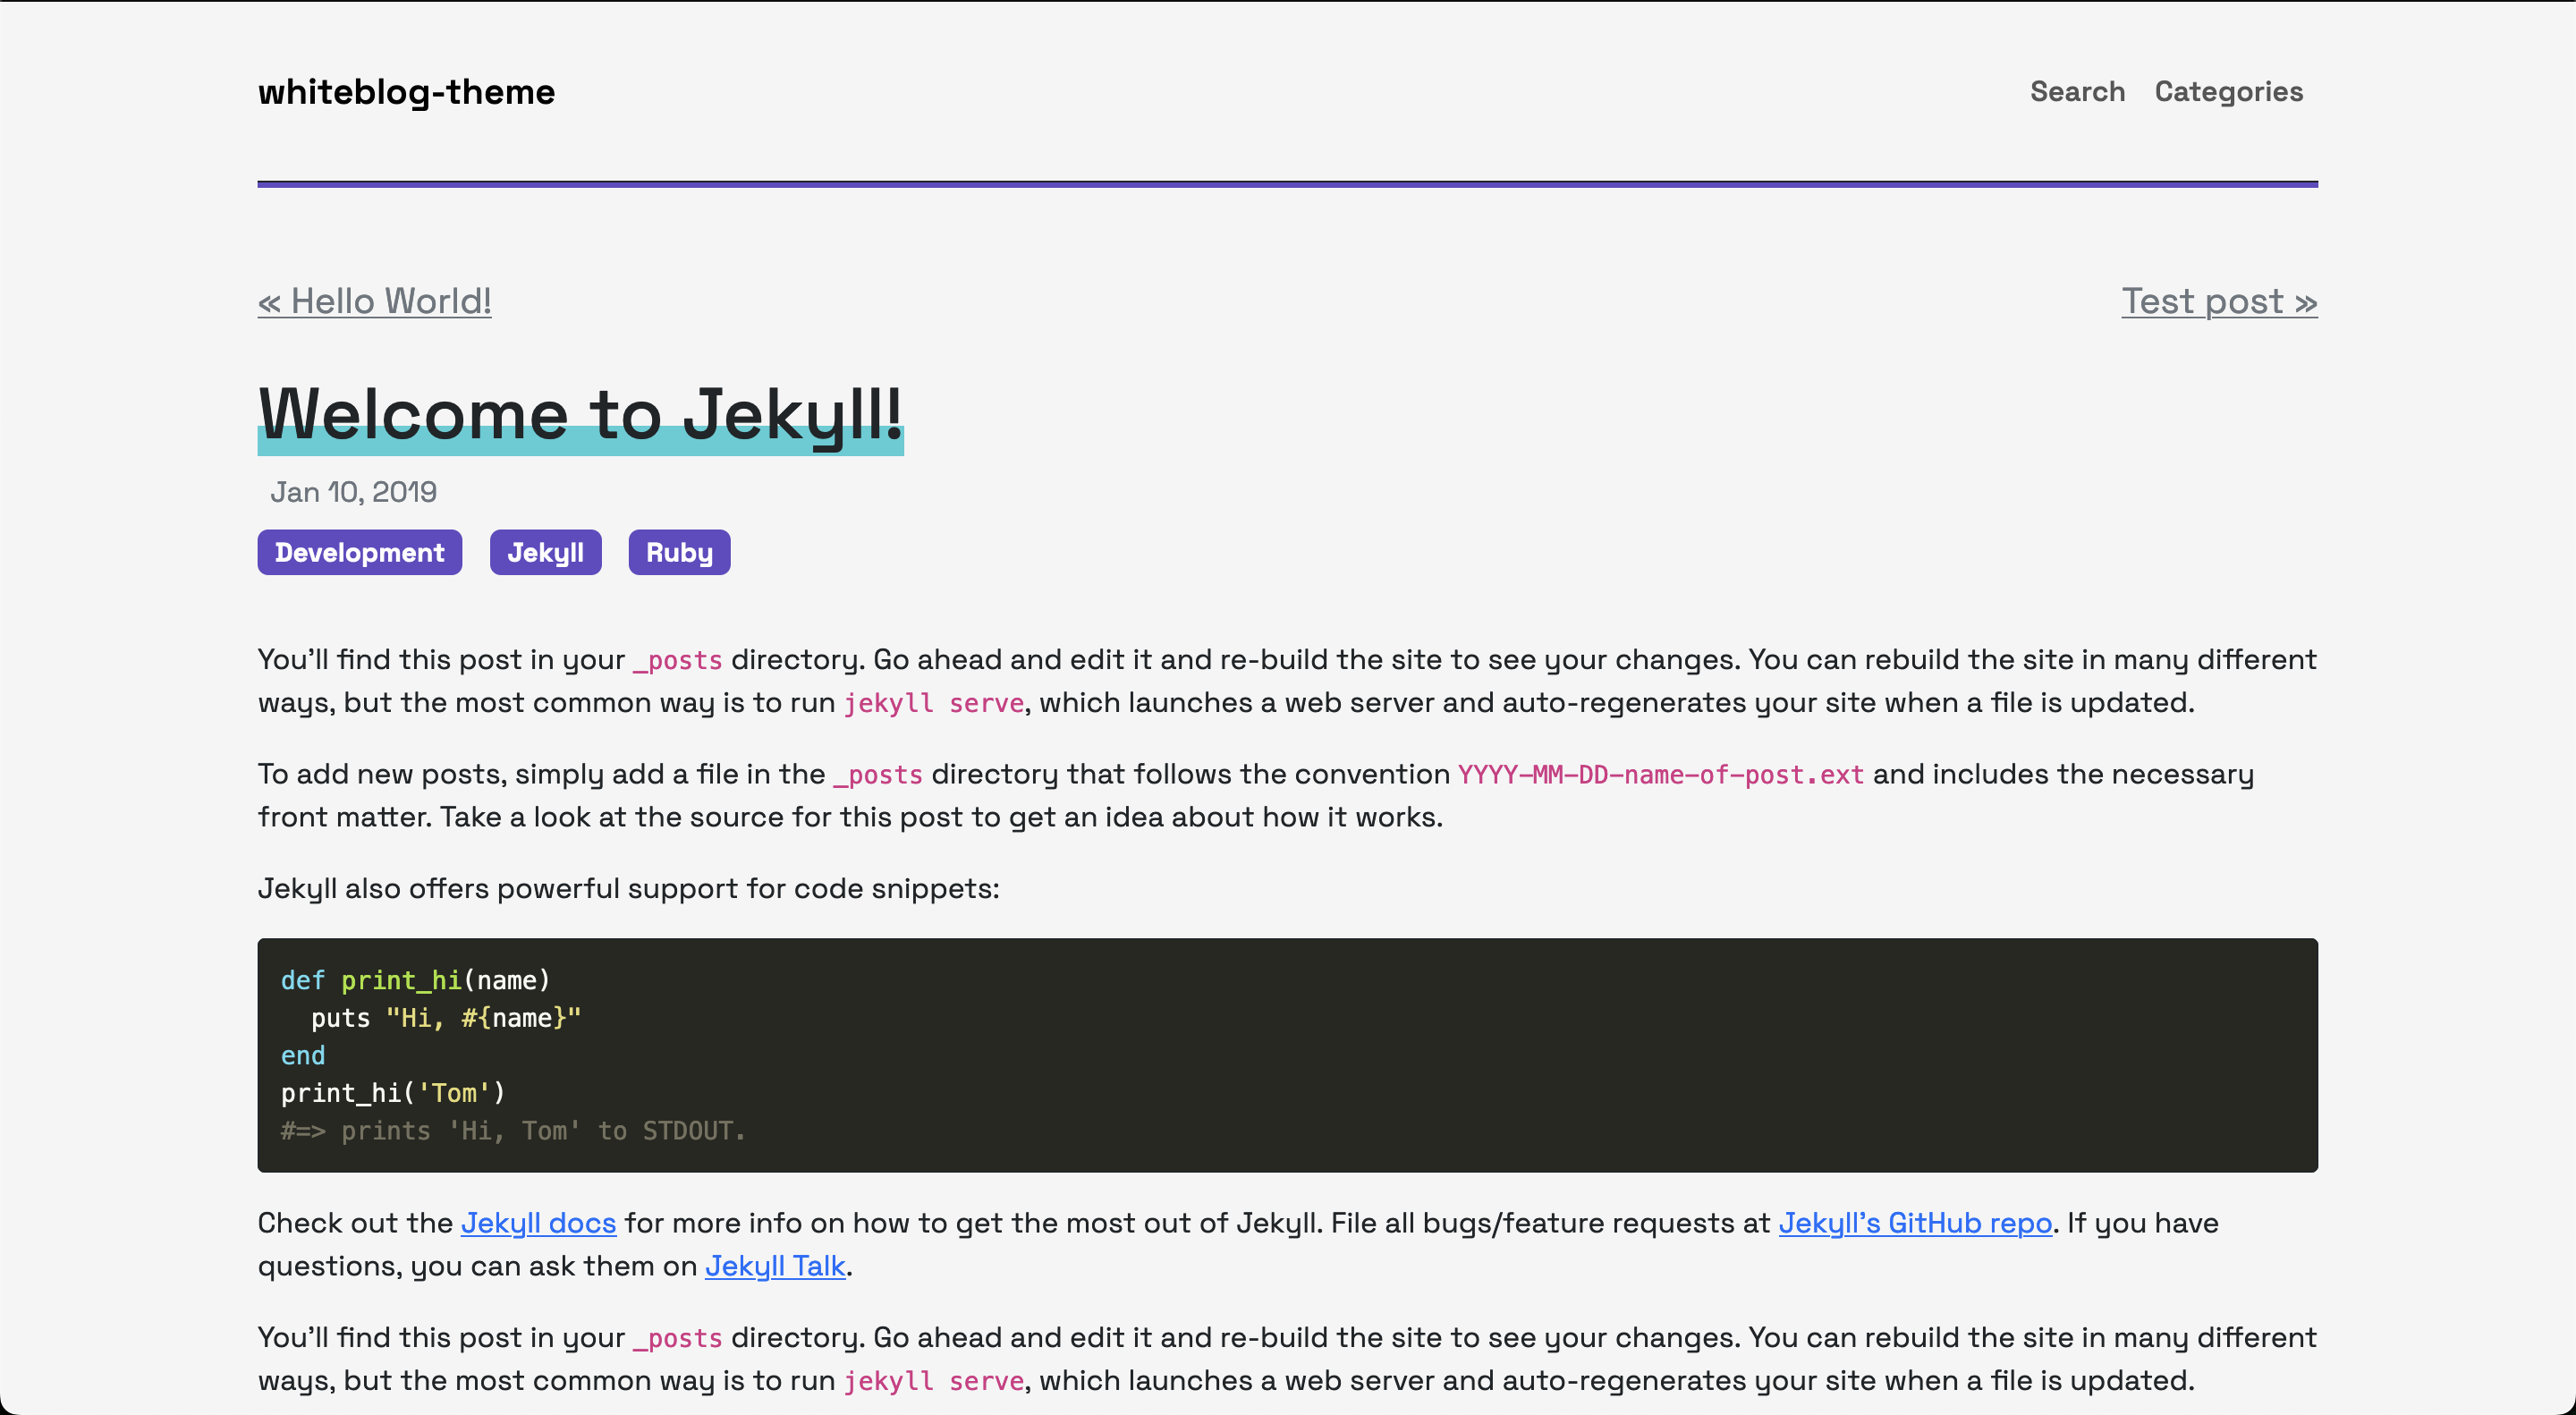 whiteblog-theme
Search Categories
« Hello World!
Test post »
Welcome to Jekyll!
Jan 10, 2019
Development Jekyll Ruby
You’ll find this post in your _posts directory. Go ahead and edit it and re-build the site to see your changes. You can rebuild the site in many different
ways, but the most common way is to run jekyll serve, which launches a web server and auto-regenerates your site when a file is updated.
To add new posts, simply add a file in the _posts directory that follows the convention YYYY-MM-DD-name-of-post.ext and includes the necessary
front matter. Take a look at the source for this post to get an idea about how it works.
Jekyll also offers powerful support for code snippets:
def print_hi(name)
  puts "Hi, #{name}"
end
print_hi('Tom')
#=> prints 'Hi, Tom' to STDOUT.
Check out the Jekyll docs for more info on how to get the most out of Jekyll. File all bugs/feature requests at Jekyll’s GitHub repo. If you have
questions, you can ask them on Jekyll Talk.
You’ll find this post in your _posts directory. Go ahead and edit it and re-build the site to see your changes. You can rebuild the site in many different
ways, but the most common way is to run jekyll serve, which launches a web server and auto-regenerates your site when a file is updated.